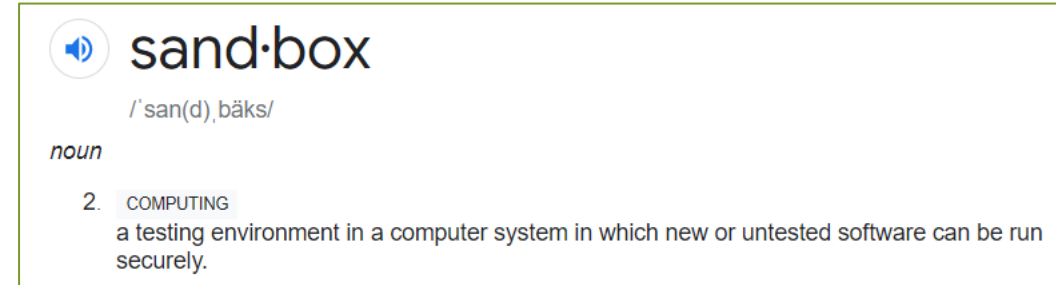 sand·box
/ˈsan(d)ˌbäks/
noun
2. COMPUTING
a testing environment in a computer system in which new or untested software can be run
securely.